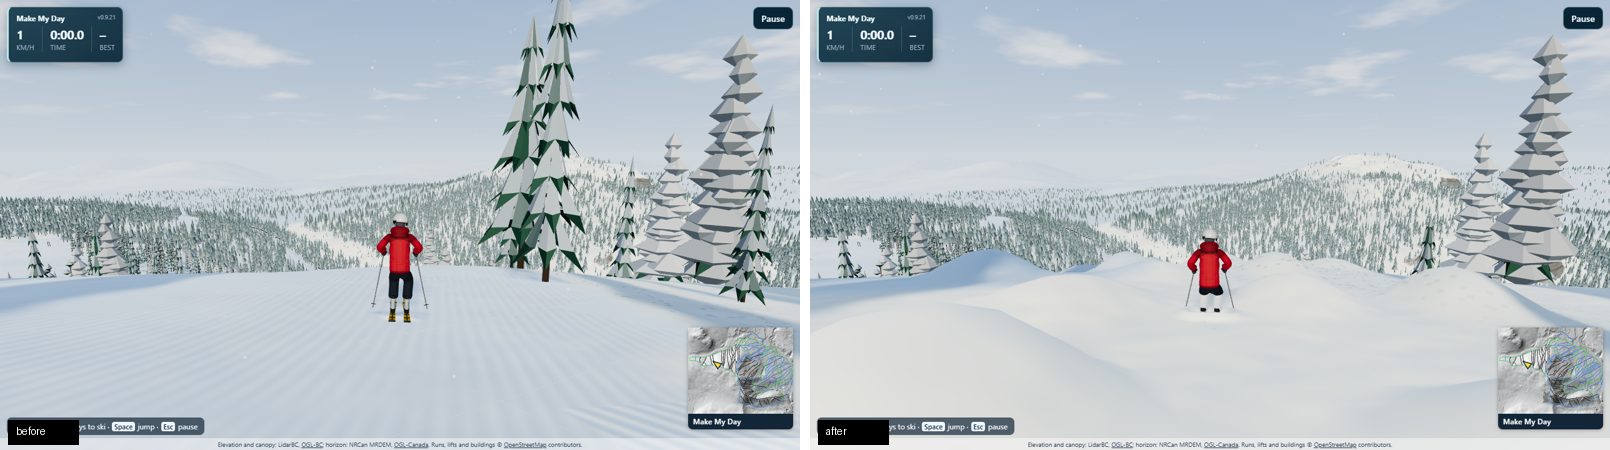 Make My Day v0.9.21
1 0:00.0 –
KM/H TIME BEST
Pause
ys to ski · Space jump · Esc pause
before
Make My Day
Elevation and canopy: LidarBC, OGL-BC; horizon: NRCan MRDEM, OGL-Canada. Runs, lifts and buildings © OpenStreetMap contributors.
Make My Day v0.9.21
1 0:00.0 –
KM/H TIME BEST
Pause
ys to ski · Space jump · Esc pause
after
Make My Day
Elevation and canopy: LidarBC, OGL-BC; horizon: NRCan MRDEM, OGL-Canada. Runs, lifts and buildings © OpenStreetMap contributors.